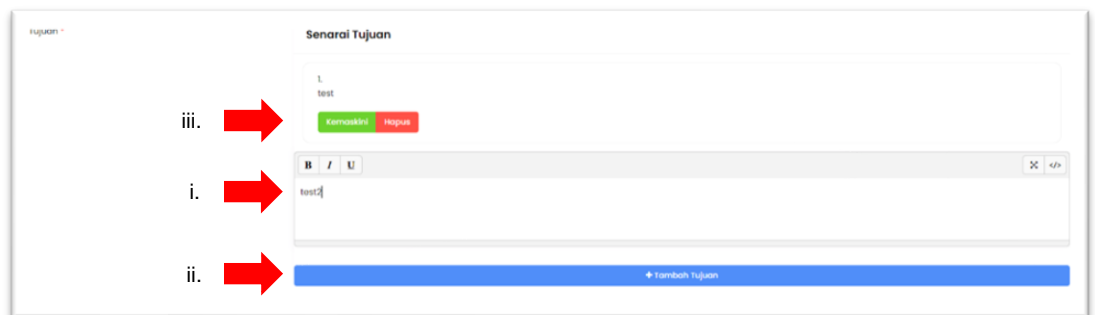 Tujuan *
Senarai Tujuan
1.
test
iii.
Kemaskini Hapus
B I U </>
i.
test2
ii.
+ Tambah Tujuan